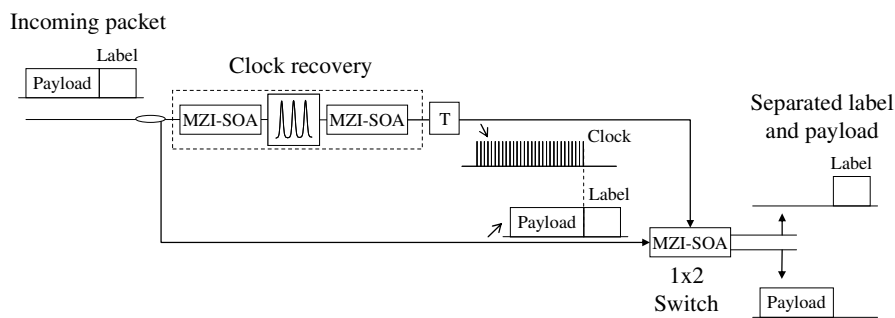 Incoming packet
Label
Payload
Clock recovery
MZI-SOA
MZI-SOA
T
Clock
Label
Payload
MZI-SOA
1x2
Switch
Separated label
and payload
Label
Payload